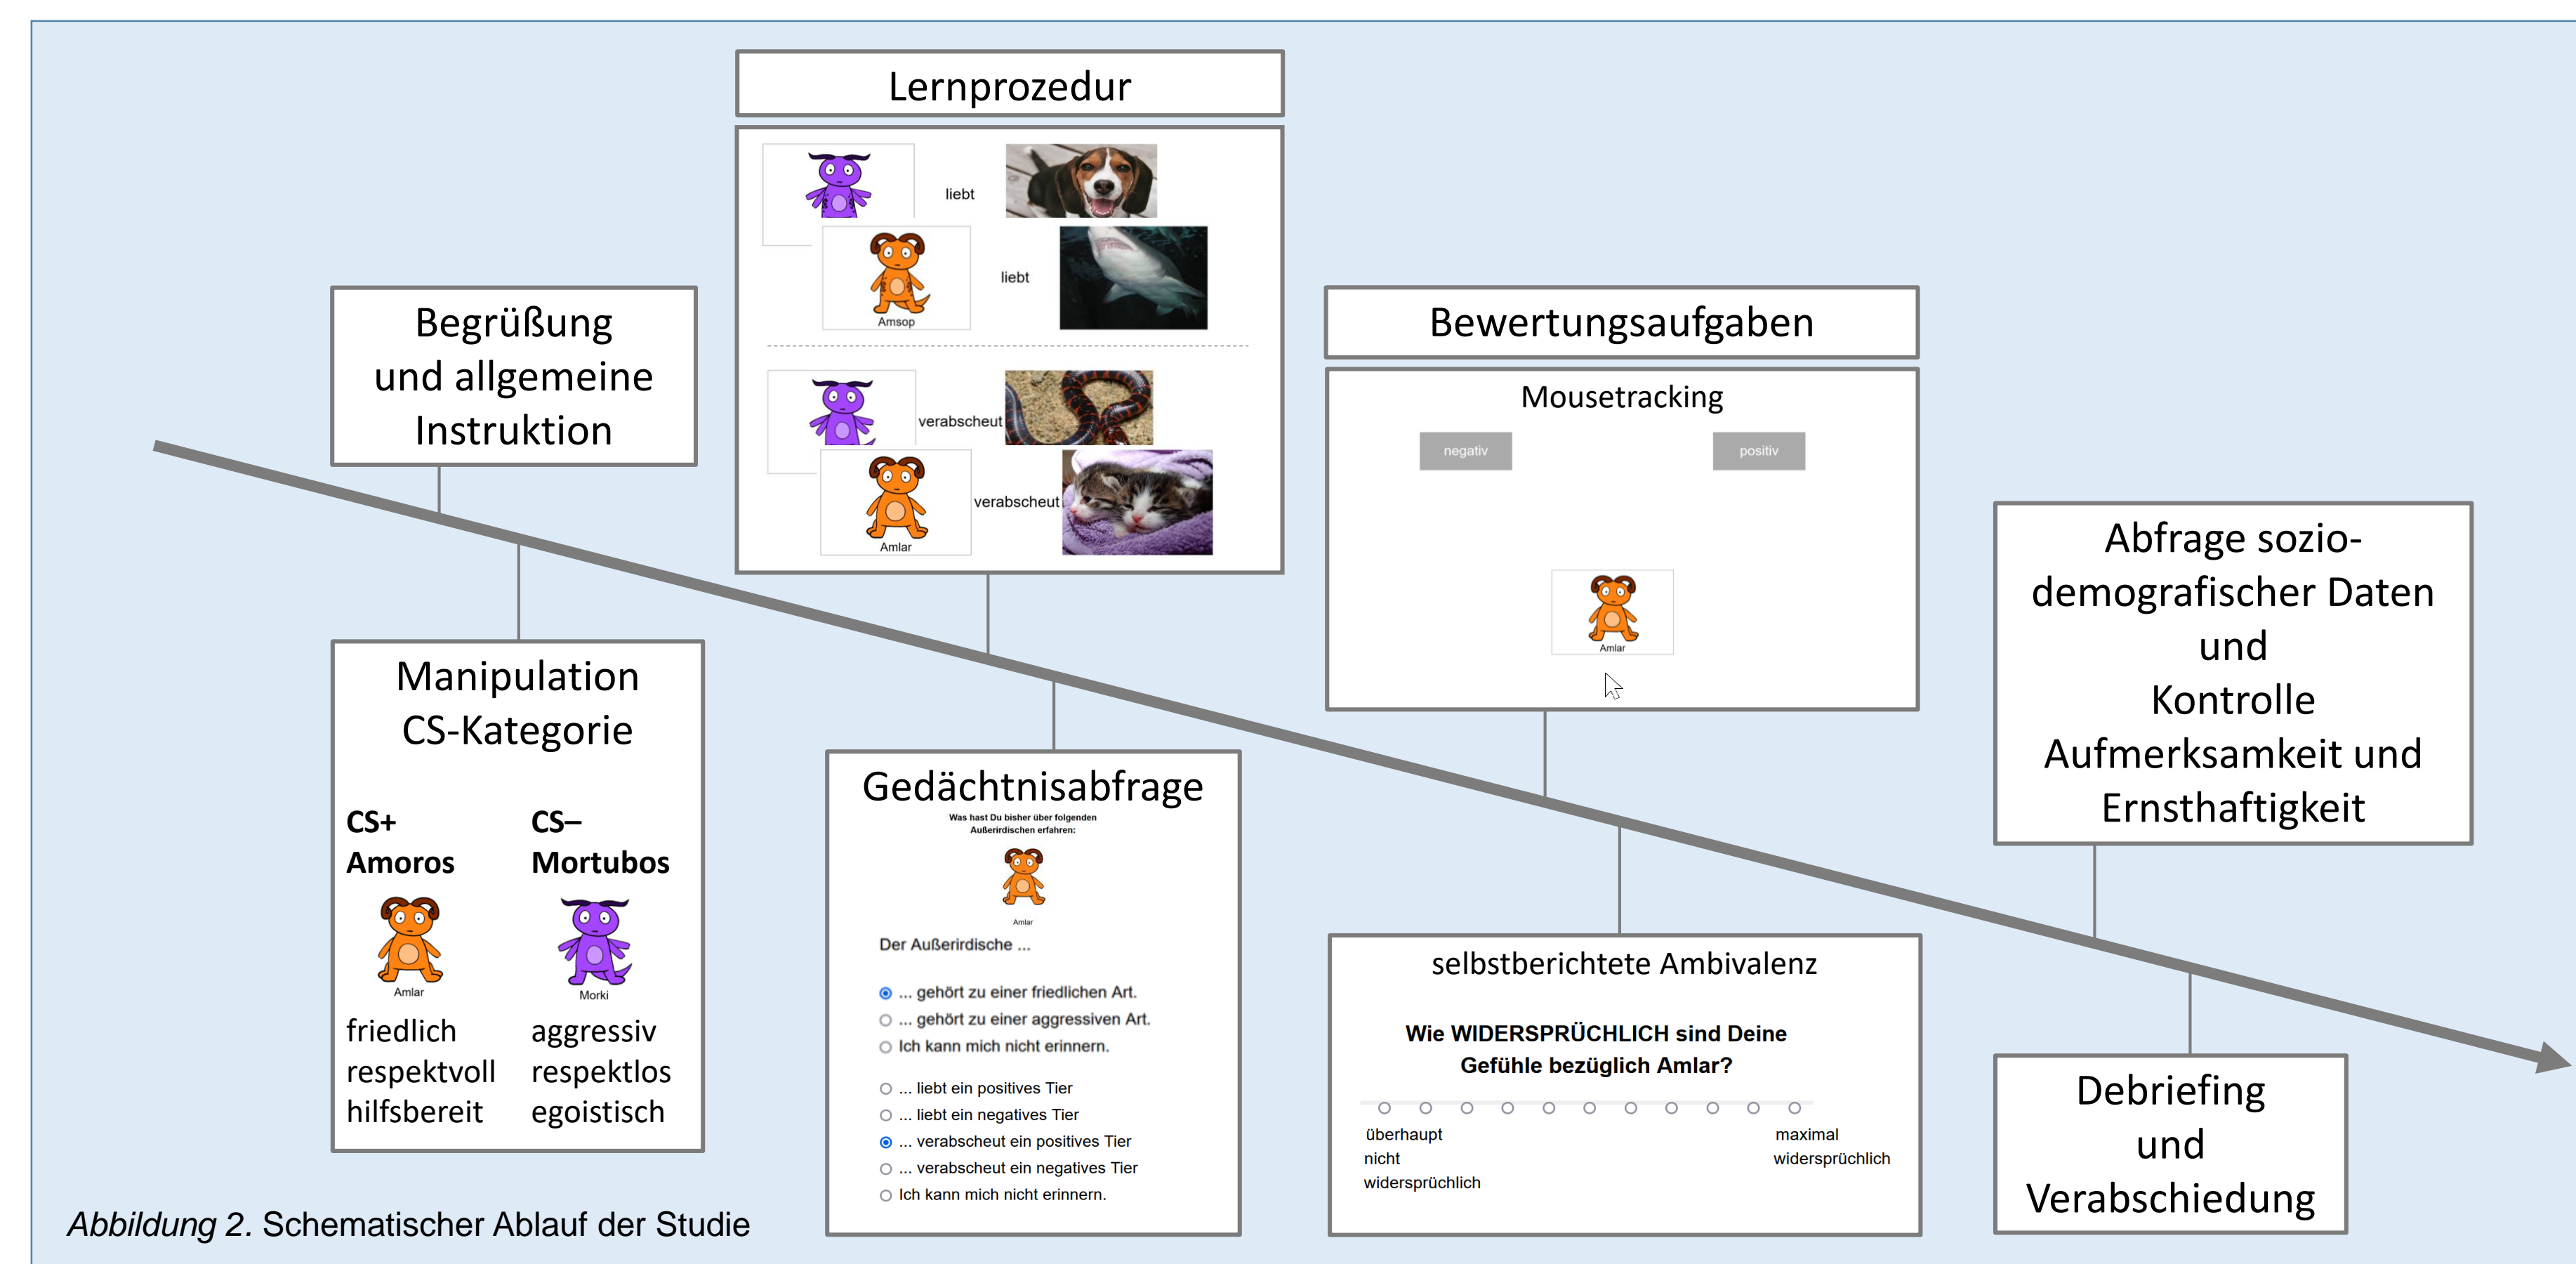 Lernprozedur
liebt
liebt
Amsop
verabscheut
verabscheut
Amlar
Begrüßung
und allgemeine
Instruktion
Manipulation
CS-Kategorie
CS+ CS–
Amoros Mortubos
Amlar Morki
friedlich aggressiv
respektvoll respektlos
hilfsbereit egoistisch
Gedächtnisabfrage
Was hast Du bisher über folgenden
Außerirdischen erfahren:
Amlar
Der Außerirdische ...
... gehört zu einer friedlichen Art.
... gehört zu einer aggressiven Art.
Ich kann mich nicht erinnern.
... liebt ein positives Tier
... liebt ein negatives Tier
... verabscheut ein positives Tier
... verabscheut ein negatives Tier
Ich kann mich nicht erinnern.
Bewertungsaufgaben
Mousetracking
negativ positiv
Amlar
selbstberichtete Ambivalenz
Wie WIDERSPRÜCHLICH sind Deine
Gefühle bezüglich Amlar?
überhaupt maximal
nicht widersprüchlich
widersprüchlich
Abfrage sozio-
demografischer Daten
und
Kontrolle
Aufmerksamkeit und
Ernsthaftigkeit
Debriefing
und
Verabschiedung
Abbildung 2. Schematischer Ablauf der Studie